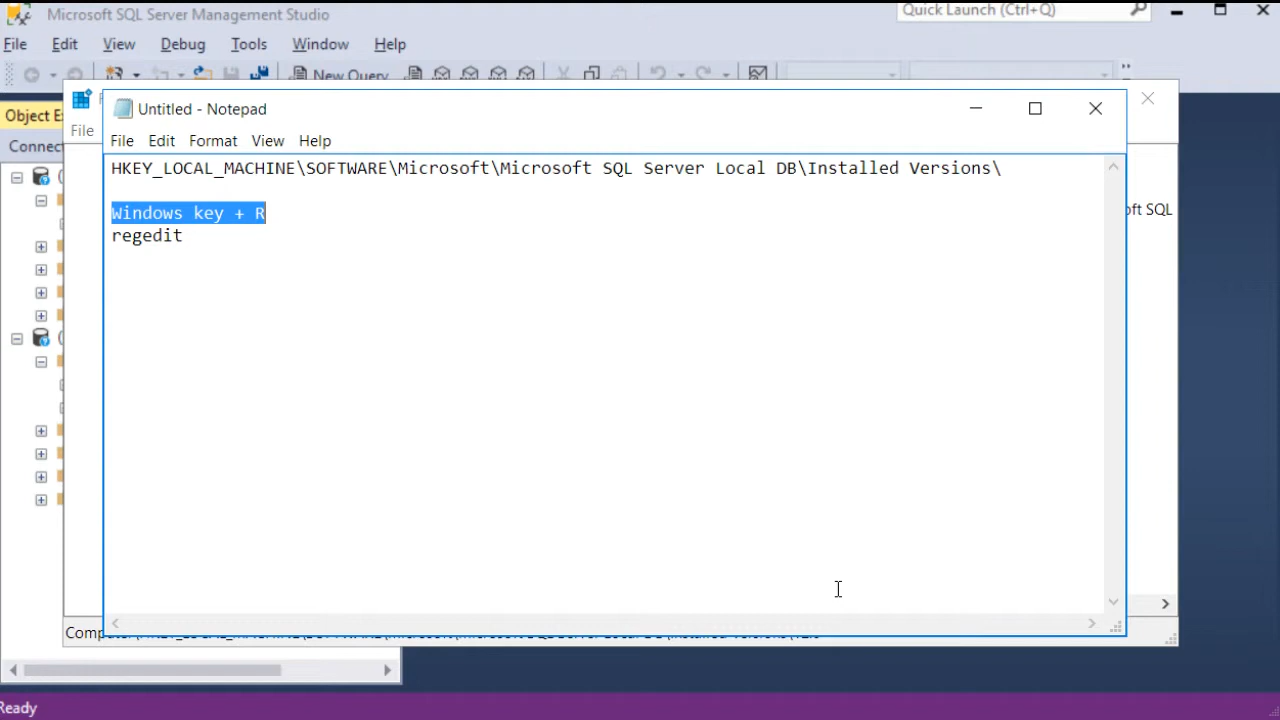 Microsoft SQL Server Management Studio
Quick Launch (Ctrl+Q)
File Edit View Debug Tools Window Help
New Query
Object E
Untitled - Notepad
File
File Edit Format View Help
Connec
HKEY_LOCAL_MACHINE\SOFTWARE\Microsoft\Microsoft SQL Server Local DB\Installed Versions\
Windows key + R
oft SQL
regedit
Ready